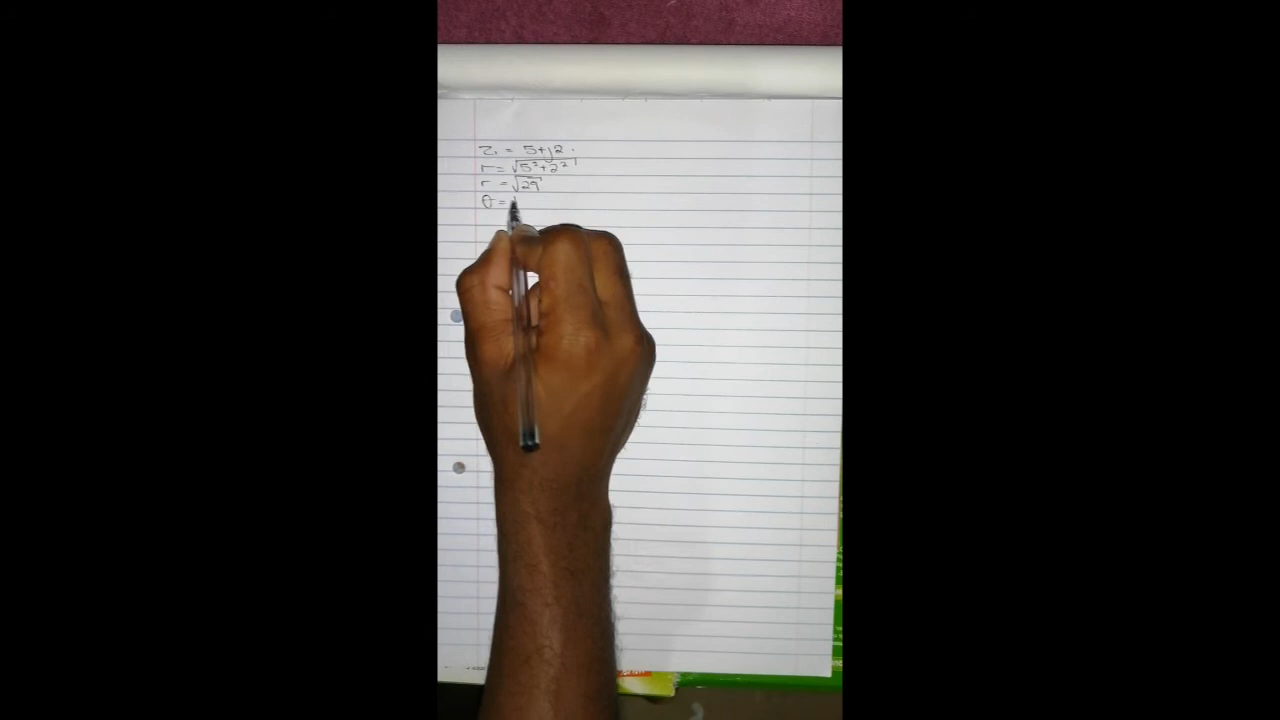 Z₁ = 5+j2.
r = √5²+2²
r = √29
θ =